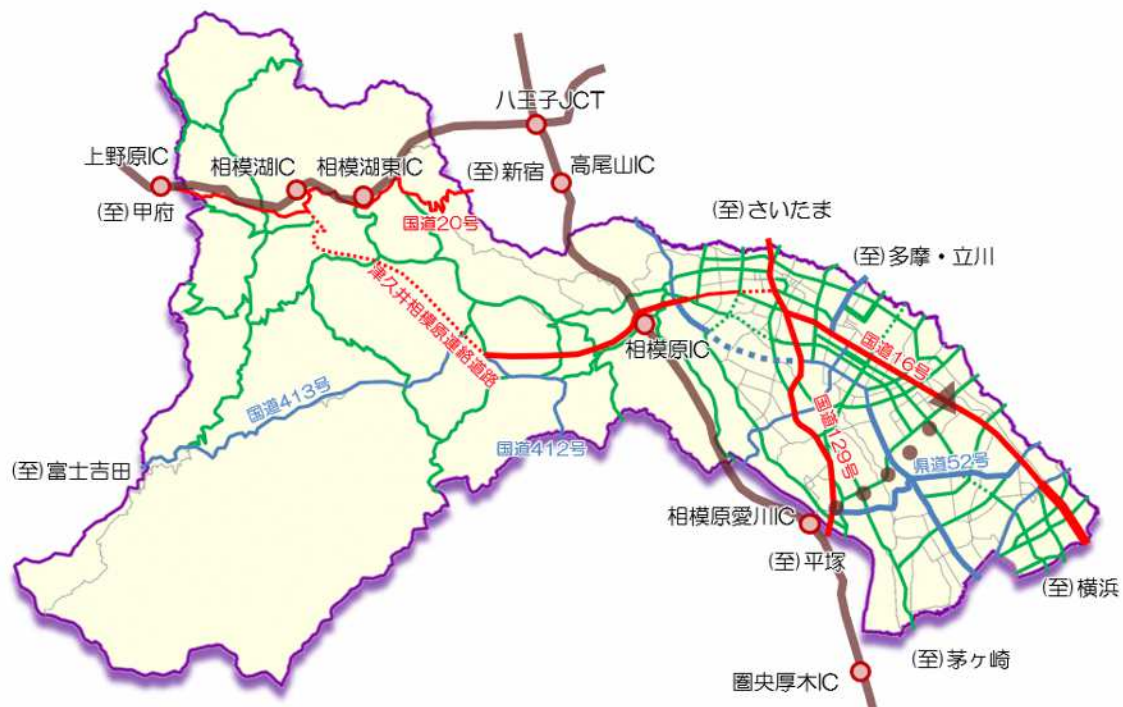 八王子JCT
上野原IC
相模湖IC
相模湖東IC
(至)新宿
高尾山IC
(至)甲府
国道20号
(至)さいたま
(至)多摩・立川
津久井相模原連絡道路
相模原IC
国道16号
国道413号
国道129号
(至)富士吉田
国道412号
県道52号
相模原愛川IC
(至)平塚
(至)横浜
(至)茅ヶ崎
圏央厚木IC